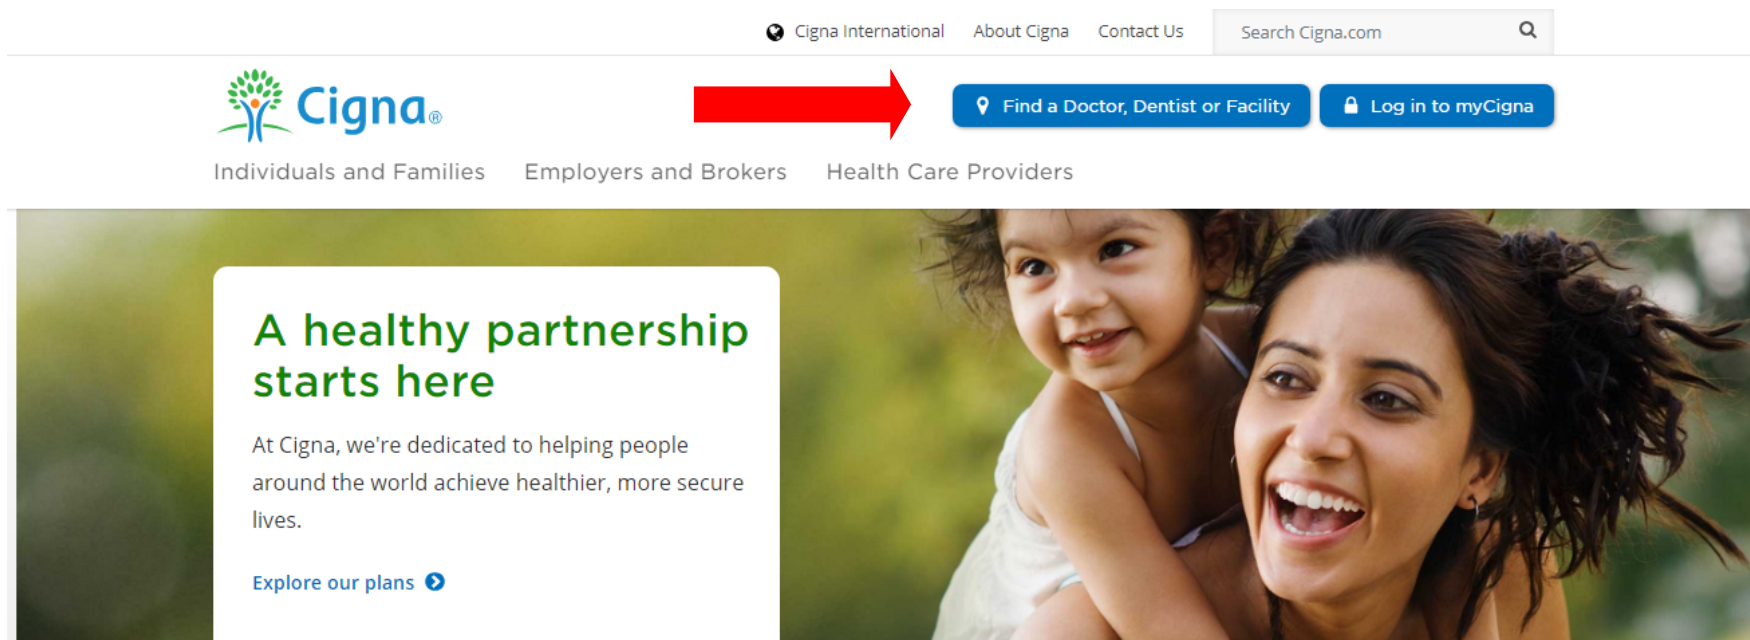 Cigna International About Cigna Contact Us Search Cigna.com
Cigna®
Find a Doctor, Dentist or Facility Log in to myCigna
Individuals and Families Employers and Brokers Health Care Providers
A healthy partnership
starts here
At Cigna, we're dedicated to helping people
around the world achieve healthier, more secure
lives.
Explore our plans